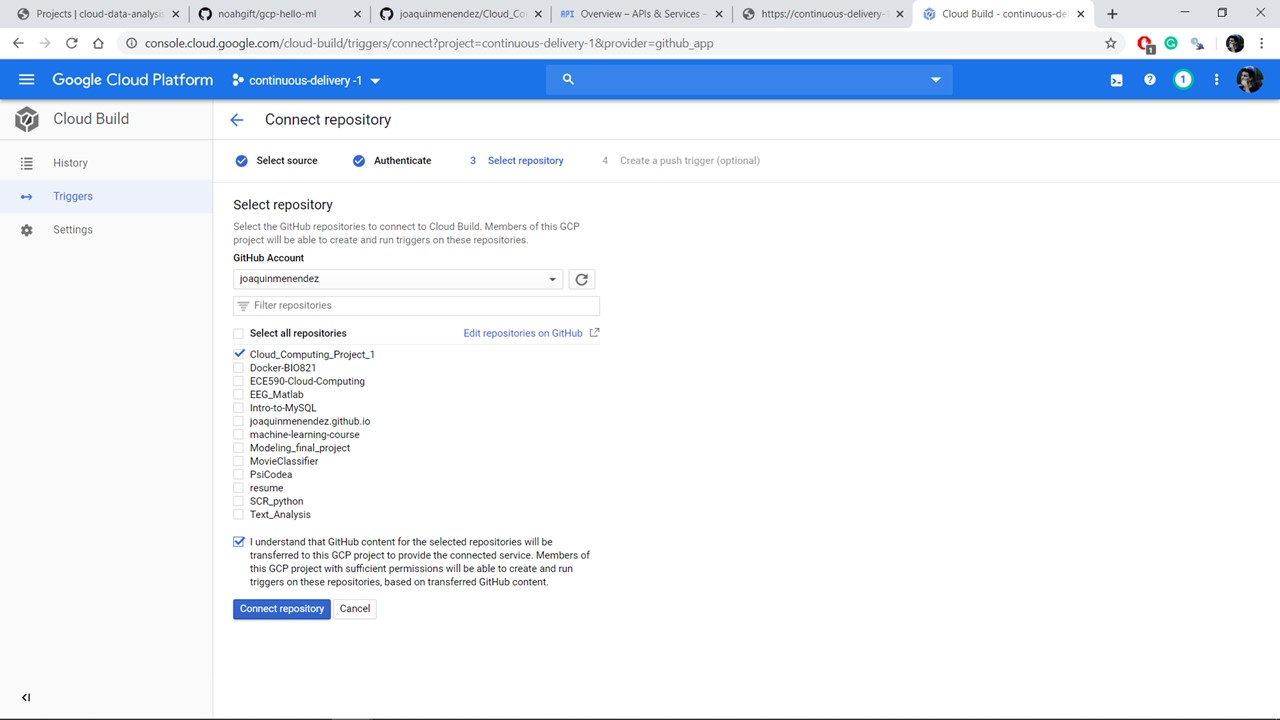 Projects | cloud-data-analysis
noahgift/gcp-hello-ml
joaquinmenendez/Cloud_Co
API Overview – APIs & Services –
https://continuous-delivery-
Cloud Build - continuous-de
console.cloud.google.com/cloud-build/triggers/connect?project=continuous-delivery-1&provider=github_app
1
Google Cloud Platform
continuous-delivery -1
1
Cloud Build
Connect repository
History
Triggers
Settings
Select source
Authenticate
3 Select repository
4 Create a push trigger (optional)
Select repository
Select the GitHub repositories to connect to Cloud Build. Members of this GCP
project will be able to create and run triggers on these repositories.
GitHub Account
joaquinmenendez
Filter repositories
Select all repositories
Edit repositories on GitHub
Cloud_Computing_Project_1
Docker-BIO821
ECE590-Cloud-Computing
EEG_Matlab
Intro-to-MySQL
joaquinmenendez.github.io
machine-learning-course
Modeling_final_project
MovieClassifier
PsiCodea
resume
SCR_python
Text_Analysis
I understand that GitHub content for the selected repositories will be
transferred to this GCP project to provide the connected service. Members of
this GCP project with sufficient permissions will be able to create and run
triggers on these repositories, based on transferred GitHub content.
Connect repository
Cancel